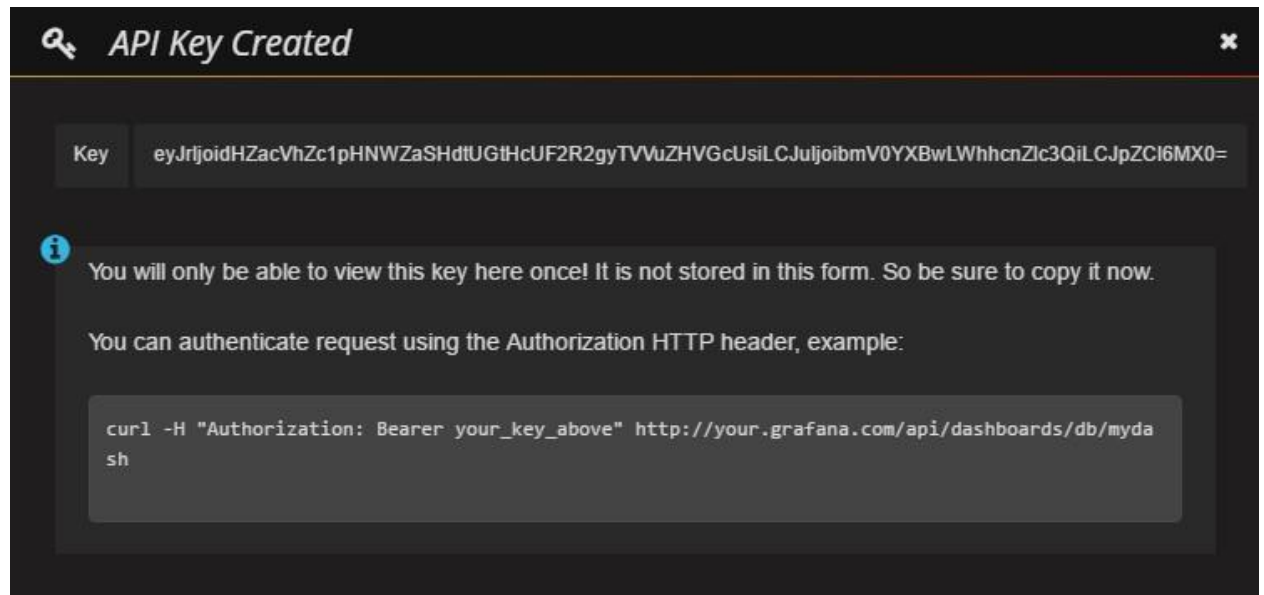 API Key Created
Key eyJrIjoidHZacVhZc1pHNWZaSHdtUGtHcUF2R2gyTVVuZHVGcUsiLCJuIjoibmV0YXBwLWhhcnZlc3QiLCJpZCI6MX0=
You will only be able to view this key here once! It is not stored in this form. So be sure to copy it now.
You can authenticate request using the Authorization HTTP header, example:
curl -H "Authorization: Bearer your_key_above" http://your.grafana.com/api/dashboards/db/myda
sh